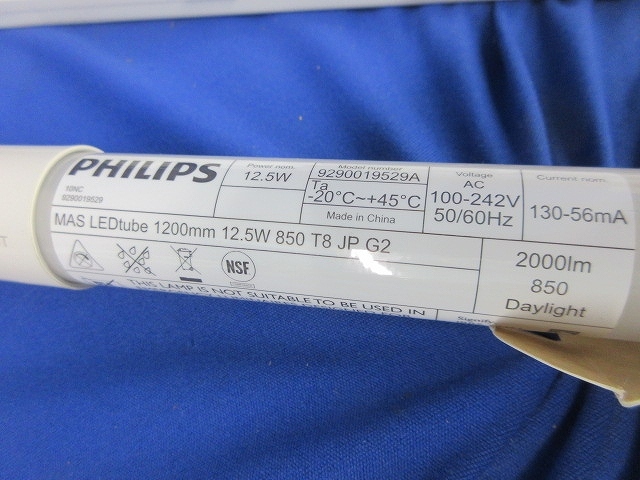 PHILIPS
10NC
9290019529
Power nom.
12.5W
Model number
9290019529A
Ta
-20°C~+45°C
Made in China
Voltage
AC
100-242V
50/60Hz
Current nom.
130-56mA
MAS LEDtube 1200mm 12.5W 850 T8 JP G2
NSF
2000lm
850
Daylight
THIS LAMP IS NOT SUITABLE TO BE USED IN
Signify